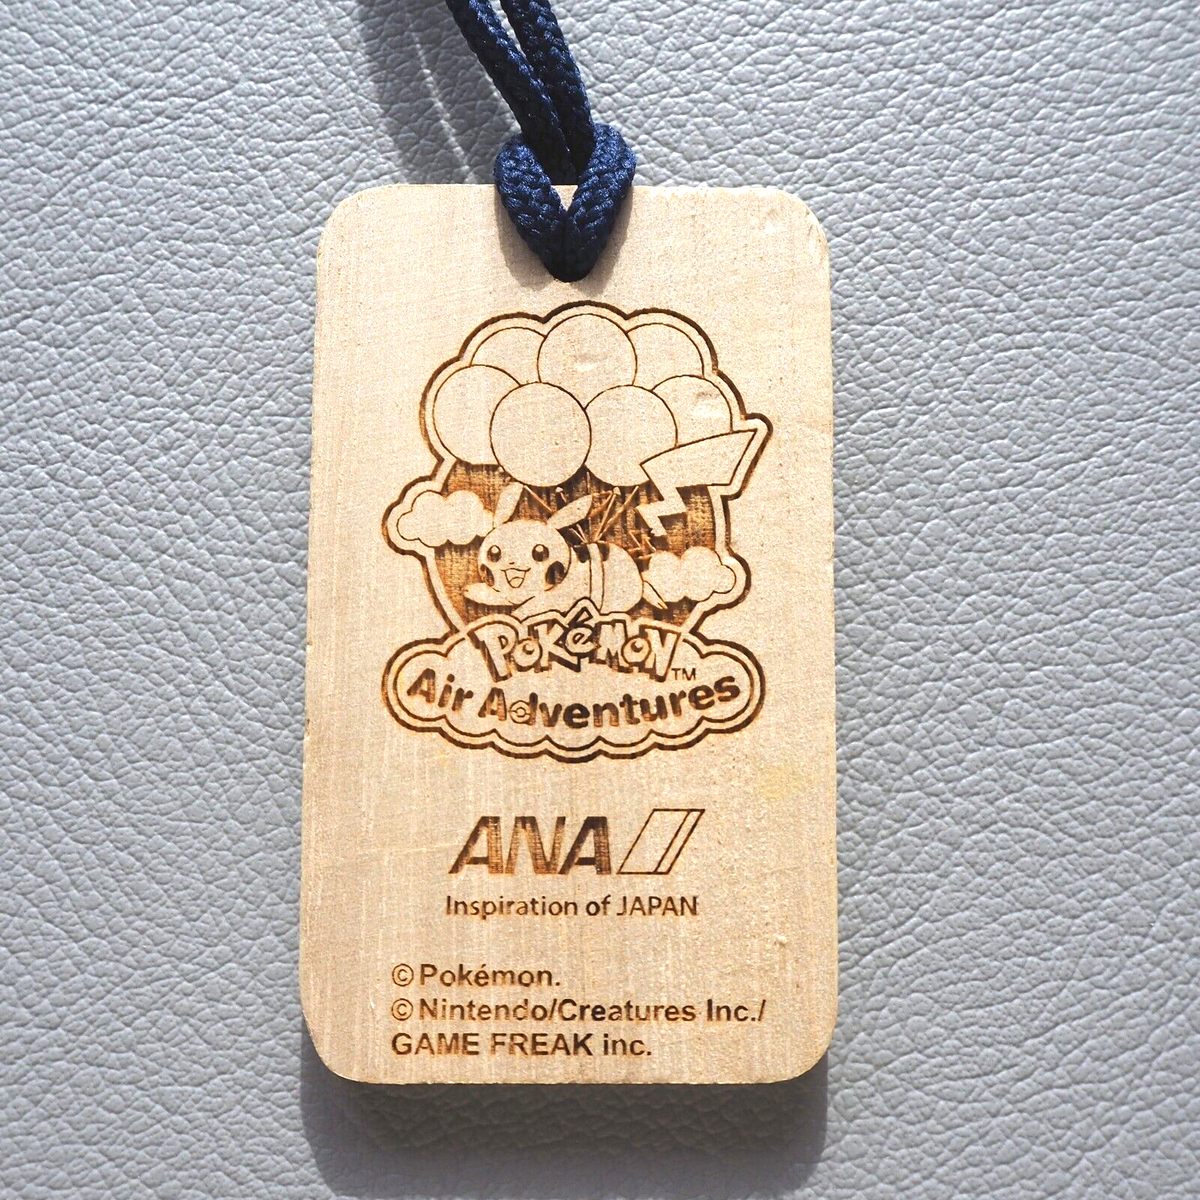 POKéMON™
Air Adventures
ANA
Inspiration of JAPAN
©Pokémon.
©Nintendo/Creatures Inc./
GAME FREAK inc.